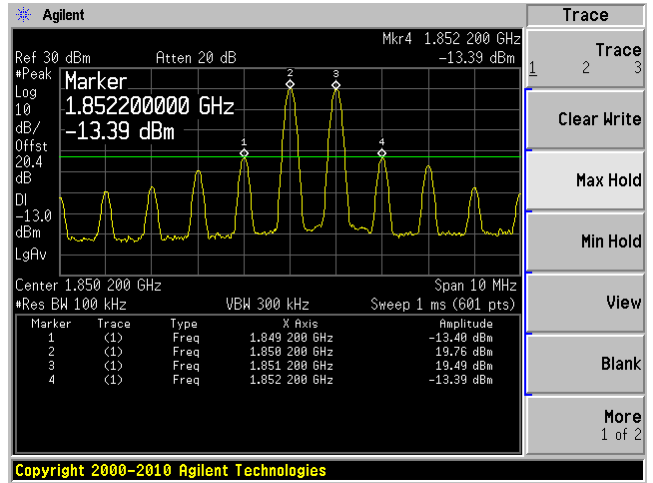 Agilent
Trace
Mkr4 1.852 200 GHz
Ref 30 dBm Atten 20 dB -13.39 dBm
#Peak
Log
10
dB/
Offst
20.4
dB
DI
-13.0
dBm
LgAv
Marker
1.852200000 GHz
-13.39 dBm
1
2
3
4
Center 1.850 200 GHz Span 10 MHz
#Res BW 100 kHz VBW 300 kHz Sweep 1 ms (601 pts)
Marker Trace Type X Axis Amplitude
1 (1) Freq 1.849 200 GHz -13.40 dBm
2 (1) Freq 1.850 200 GHz 19.76 dBm
3 (1) Freq 1.851 200 GHz 19.49 dBm
4 (1) Freq 1.852 200 GHz -13.39 dBm
Trace
1 2 3
Clear Write
Max Hold
Min Hold
View
Blank
More
1 of 2
Copyright 2000-2010 Agilent Technologies